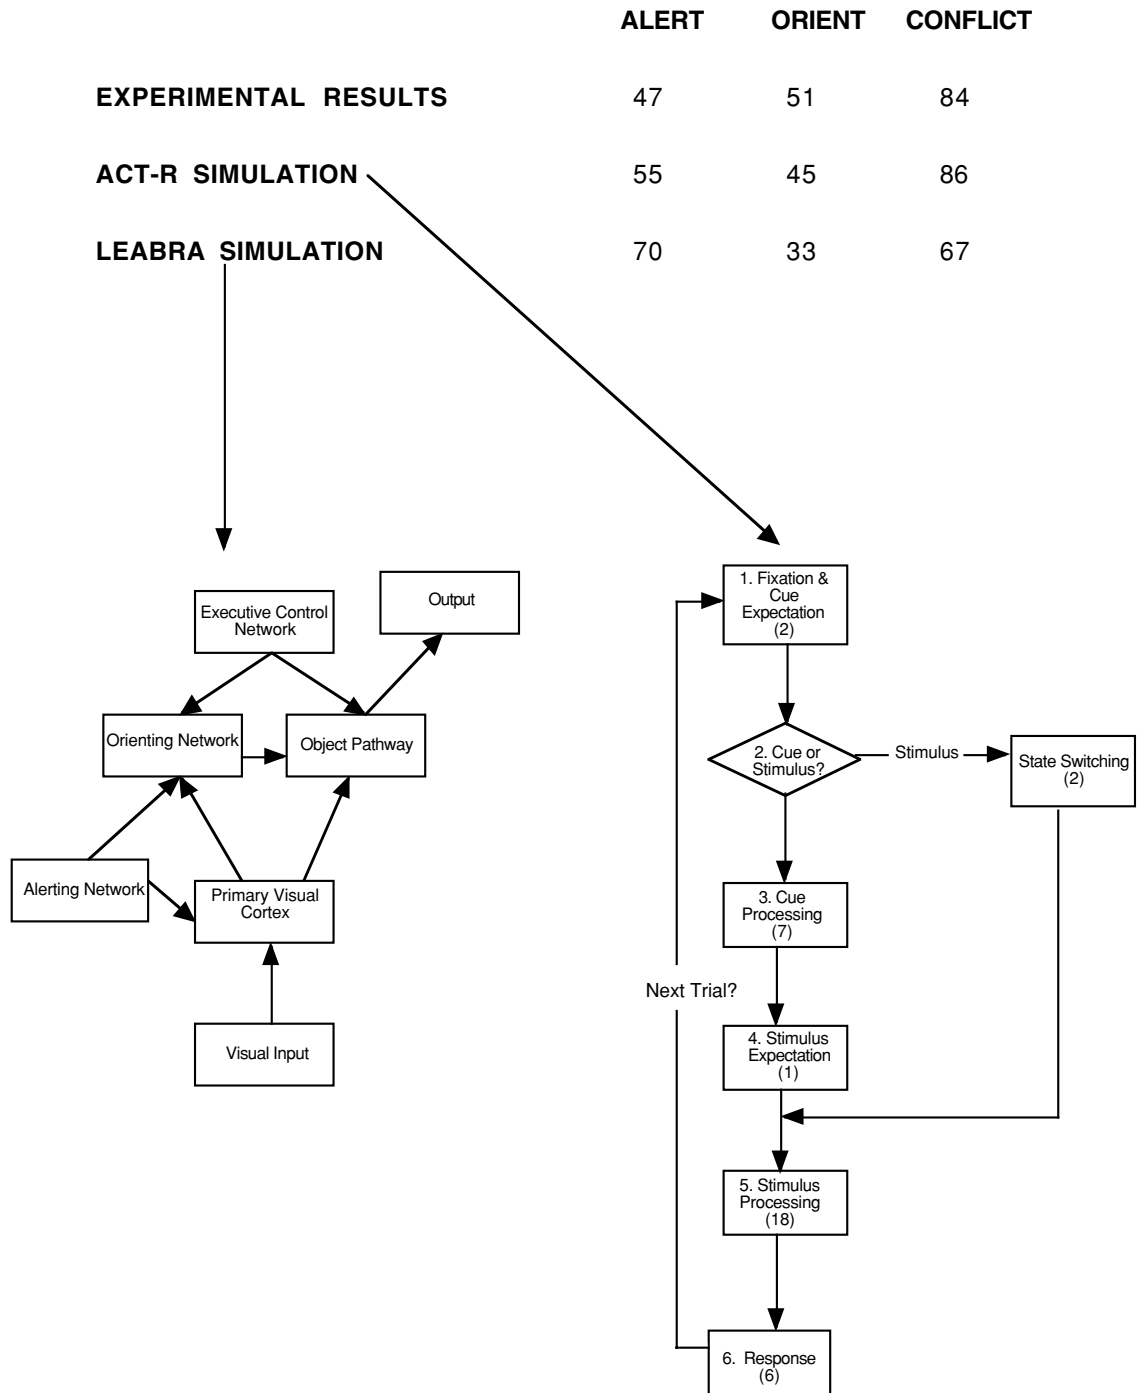 ALERT ORIENT CONFLICT
EXPERIMENTAL RESULTS 47 51 84
ACT-R SIMULATION 55 45 86
LEABRA SIMULATION 70 33 67
Executive Control
Network
Output
Orienting Network
Object Pathway
Alerting Network
Primary Visual
Cortex
Visual Input
1. Fixation &
Cue
Expectation
(2)
2. Cue or
Stimulus?
Stimulus
State Switching
(2)
3. Cue
Processing
(7)
Next Trial?
4. Stimulus
Expectation
(1)
5. Stimulus
Processing
(18)
6. Response
(6)